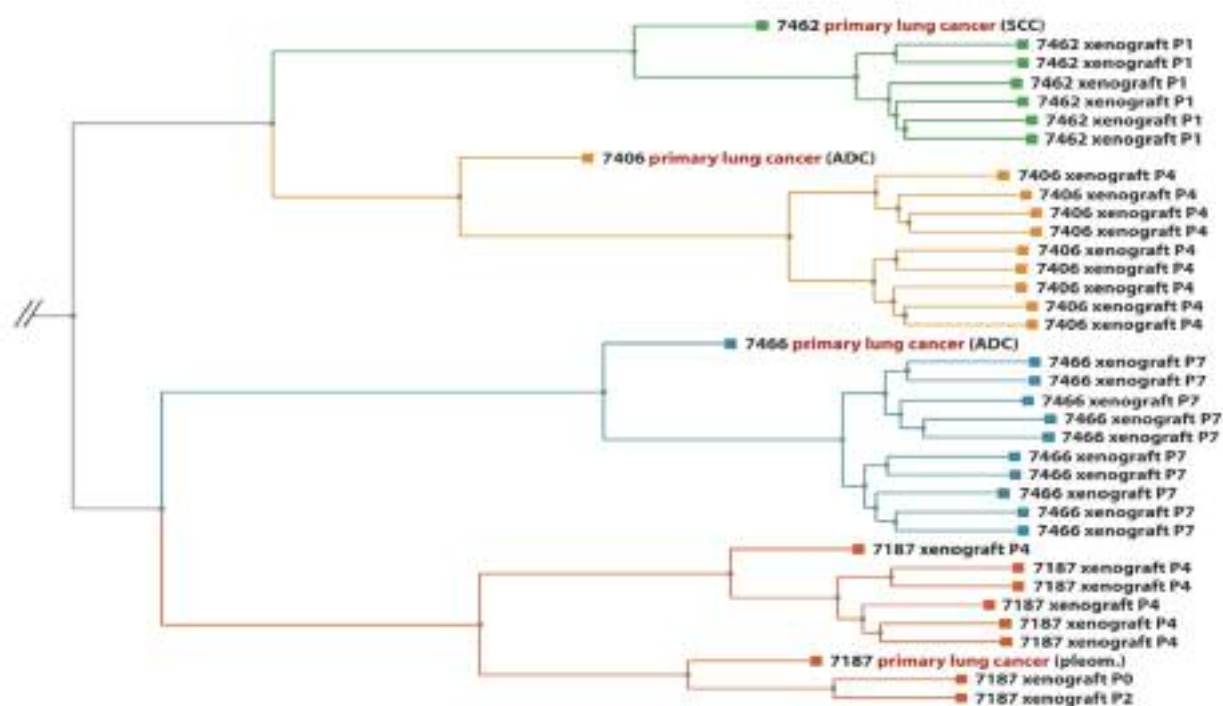 7462 primary lung cancer (SCC)
7462 xenograft P1
7462 xenograft P1
7462 xenograft P1
7462 xenograft P1
7462 xenograft P1
7462 xenograft P1
7406 primary lung cancer (ADC)
7406 xenograft P4
7406 xenograft P4
7406 xenograft P4
7406 xenograft P4
7406 xenograft P4
7406 xenograft P4
7406 xenograft P4
7406 xenograft P4
7406 xenograft P4
7466 primary lung cancer (ADC)
7466 xenograft P7
7466 xenograft P7
7466 xenograft P7
7466 xenograft P7
7466 xenograft P7
7466 xenograft P7
7466 xenograft P7
7466 xenograft P7
7466 xenograft P7
7466 xenograft P7
7187 xenograft P4
7187 xenograft P4
7187 xenograft P4
7187 xenograft P4
7187 xenograft P4
7187 xenograft P4
7187 primary lung cancer (pleom.)
7187 xenograft P0
7187 xenograft P2